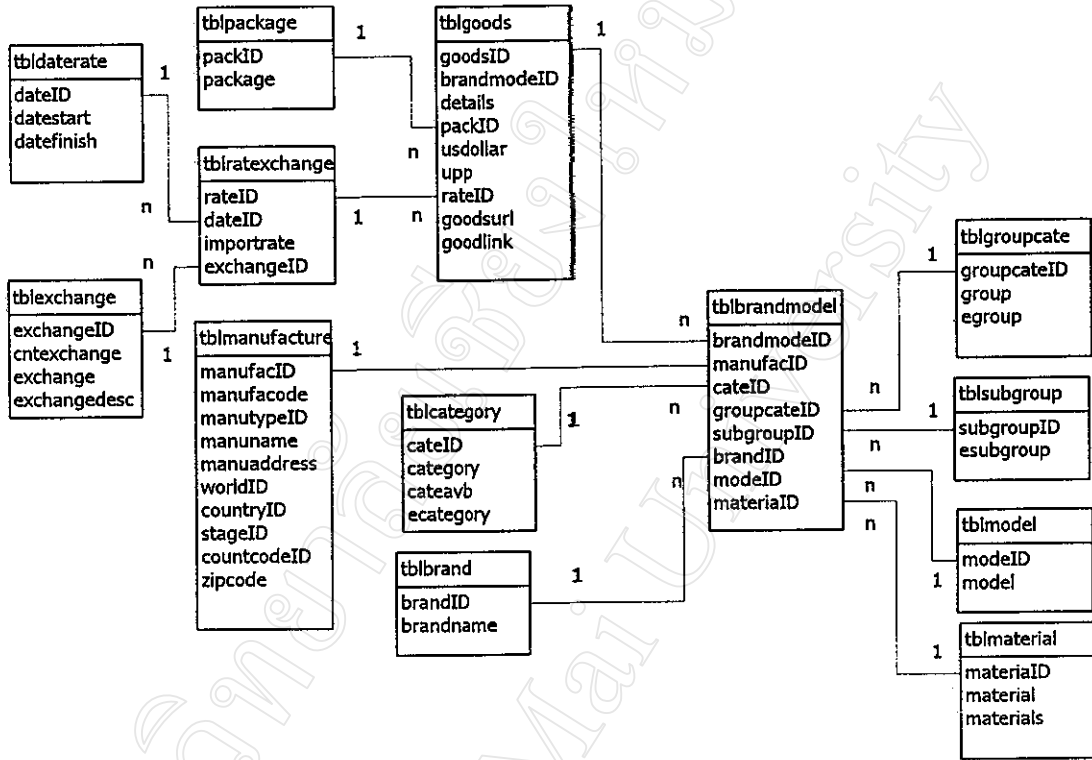 tbldaterate
dateID
datestart
datefinish
1
n
tblpackage
packID
package
1
n
tblratexchange
rateID
dateID
importrate
exchangeID
1
n
tblgoods
goodsID
brandmodeID
details
packID
usdollar
upp
rateID
goodsurl
goodlink
1
n
tblexchange
exchangeID
cntexchange
exchange
exchangedesc
n
1
tblmanufacture
manufacID
manufacode
manutypeID
manuname
manuaddress
worldID
countryID
stageID
countcodeID
zipcode
1
tblcategory
cateID
category
cateavb
ecategory
1
n
tblbrand
brandID
brandname
1
n
tblbrandmodel
brandmodeID
manufacID
cateID
groupcateID
subgroupID
brandID
modeID
materiaID
tblgroupcate
groupcateID
group
egroup
1
n
tblsubgroup
subgroupID
esubgroup
1
n
tblmodel
modeID
model
1
n
tblmaterial
materiaID
material
materials
1
n
Mai University